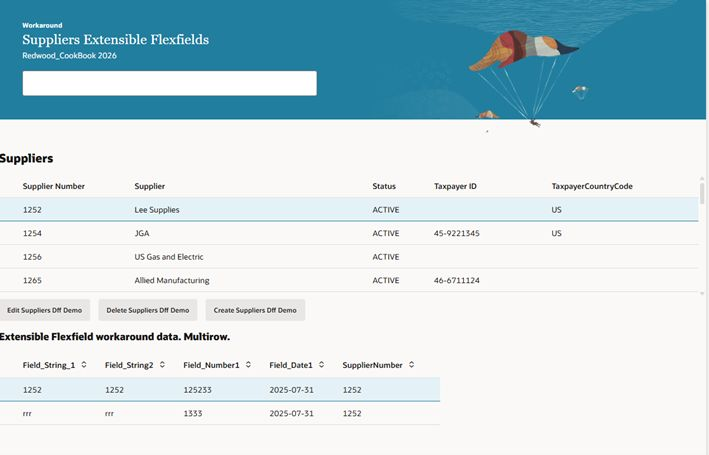 Workaround
Suppliers Extensible Flexfields
Redwood_CookBook 2026
Suppliers
Supplier Number Supplier Status Taxpayer ID TaxpayerCountryCode
1252 Lee Supplies ACTIVE US
1254 JGA ACTIVE 45-9221345 US
1256 US Gas and Electric ACTIVE
1265 Allied Manufacturing ACTIVE 46-6711124
Edit Suppliers Dff Demo Delete Suppliers Dff Demo Create Suppliers Dff Demo
Extensible Flexfield workaround data. Multirow.
Field_String_1 Field_String2 Field_Number1 Field_Date1 SupplierNumber
1252 1252 125233 2025-07-31 1252
rrr rrr 1333 2025-07-31 1252